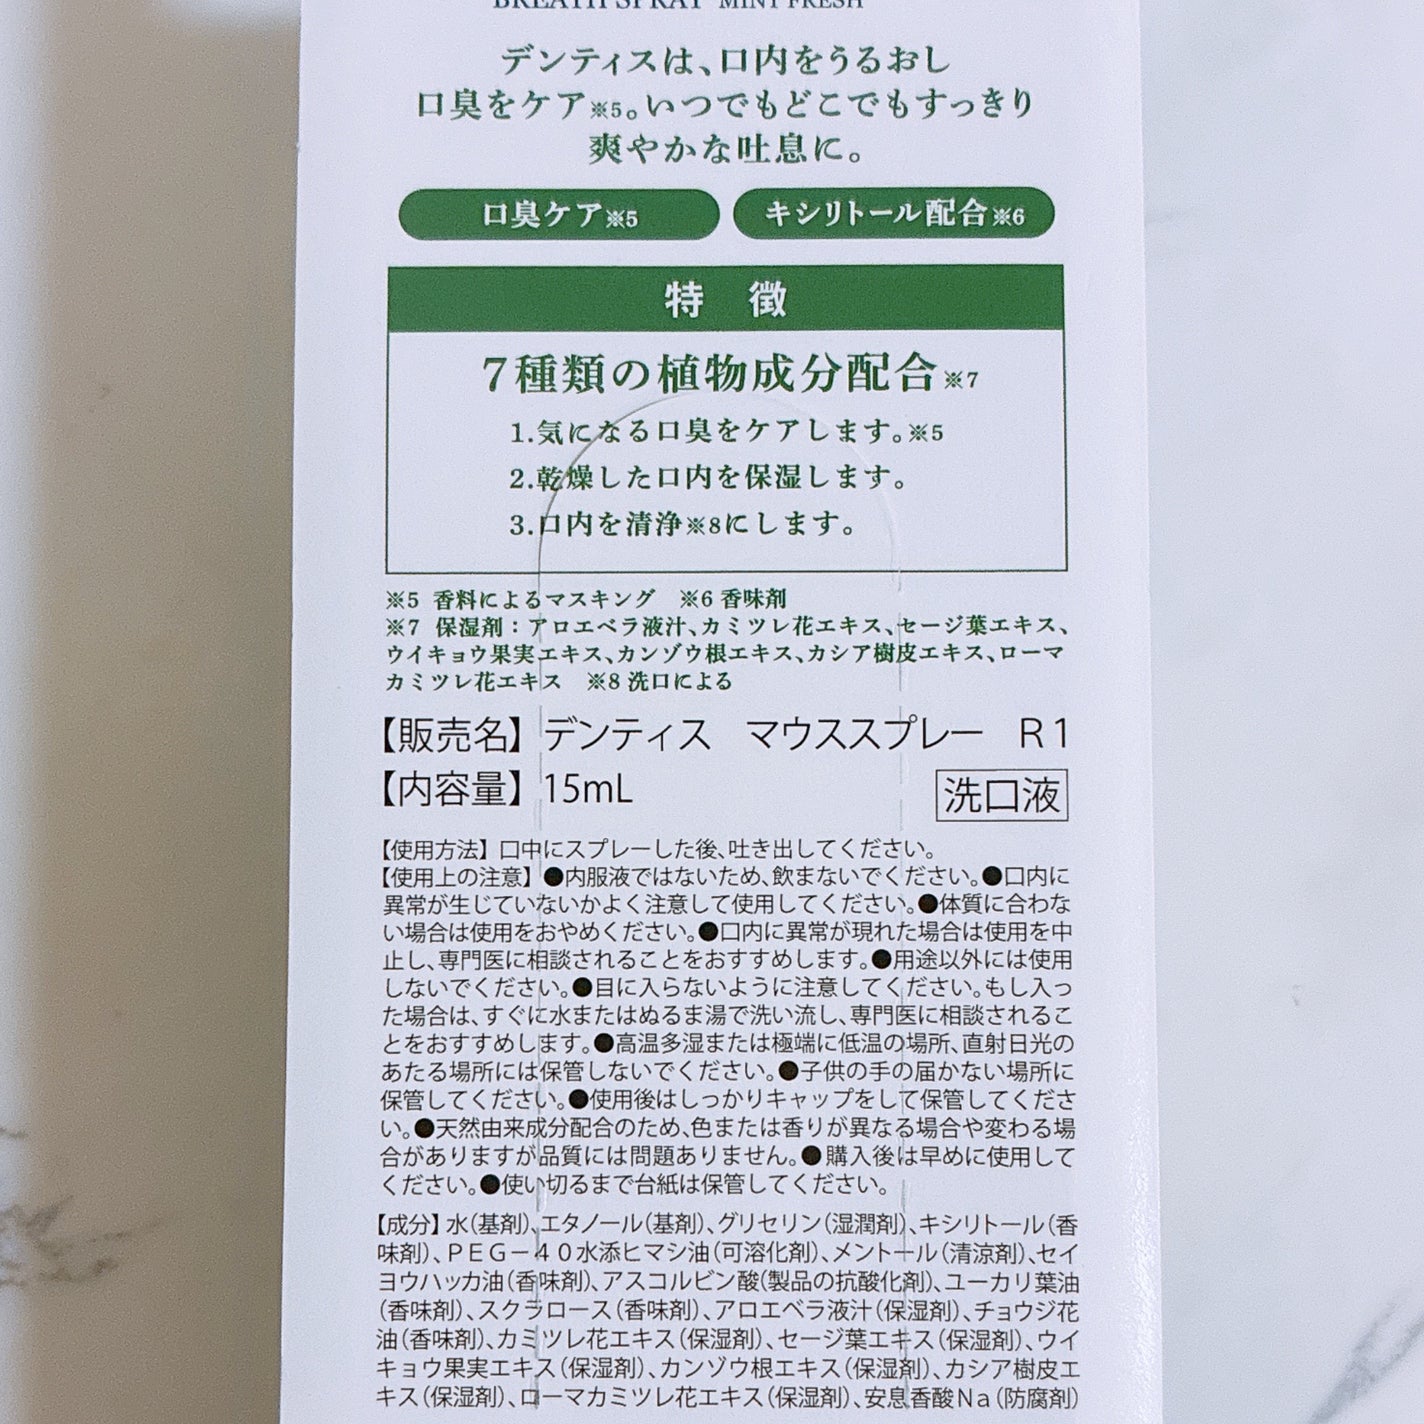 BREATH SPRAY MINT FRESH
デンティスは、口内をうるおし
口臭をケア※5。いつでもどこでもすっきり
爽やかな吐息に。
口臭ケア※5
キシリトール配合※6
特 徴
7種類の植物成分配合※7
1.気になる口臭をケアします。※5
2.乾燥した口内を保湿します。
3.口内を清浄※8にします。
※5 香料によるマスキング ※6 香味剤
※7 保湿剤：アロエベラ液汁、カミツレ花エキス、セージ葉エキス、
ウイキョウ果実エキス、カンゾウ根エキス、カシア樹皮エキス、ローマ
カミツレ花エキス ※8 洗口による
【販売名】デンティス マウススプレー R1
【内容量】15mL
洗口液
【使用方法】口中にスプレーした後、吐き出してください。
【使用上の注意】●内服液ではないため、飲まないでください。●口内に
異常が生じていないかよく注意して使用してください。●体質に合わな
い場合は使用をおやめください。●口内に異常が現れた場合は使用を中
止し、専門医に相談されることをおすすめします。●用途以外には使用
しないでください。●目に入らないように注意してください。もし入っ
た場合は、すぐに水またはぬるま湯で洗い流し、専門医に相談されるこ
とをおすすめします。●高温多湿または極端に低温の場所、直射日光の
あたる場所には保管しないでください。●子供の手の届かない場所に
保管してください。●使用後はしっかりキャップをして保管してくださ
い。●天然由来成分配合のため、色または香りが異なる場合や変わる場
合がありますが品質には問題ありません。●購入後は早めに使用して
ください。●使い切るまで台紙は保管してください。
【成分】水(基剤)、エタノール(基剤)、グリセリン(湿潤剤)、キシリトール(香
味剤)、PEG－40水添ヒマシ油(可溶化剤)、メントール(清涼剤)、セイ
ヨウハッカ油(香味剤)、アスコルビン酸(製品の抗酸化剤)、ユーカリ葉油
(香味剤)、スクラロース(香味剤)、アロエベラ液汁(保湿剤)、チョウジ花
油(香味剤)、カミツレ花エキス(保湿剤)、セージ葉エキス(保湿剤)、ウイ
キョウ果実エキス(保湿剤)、カンゾウ根エキス(保湿剤)、カシア樹皮エ
キス(保湿剤)、ローマカミツレ花エキス(保湿剤)、安息香酸Na(防腐剤)